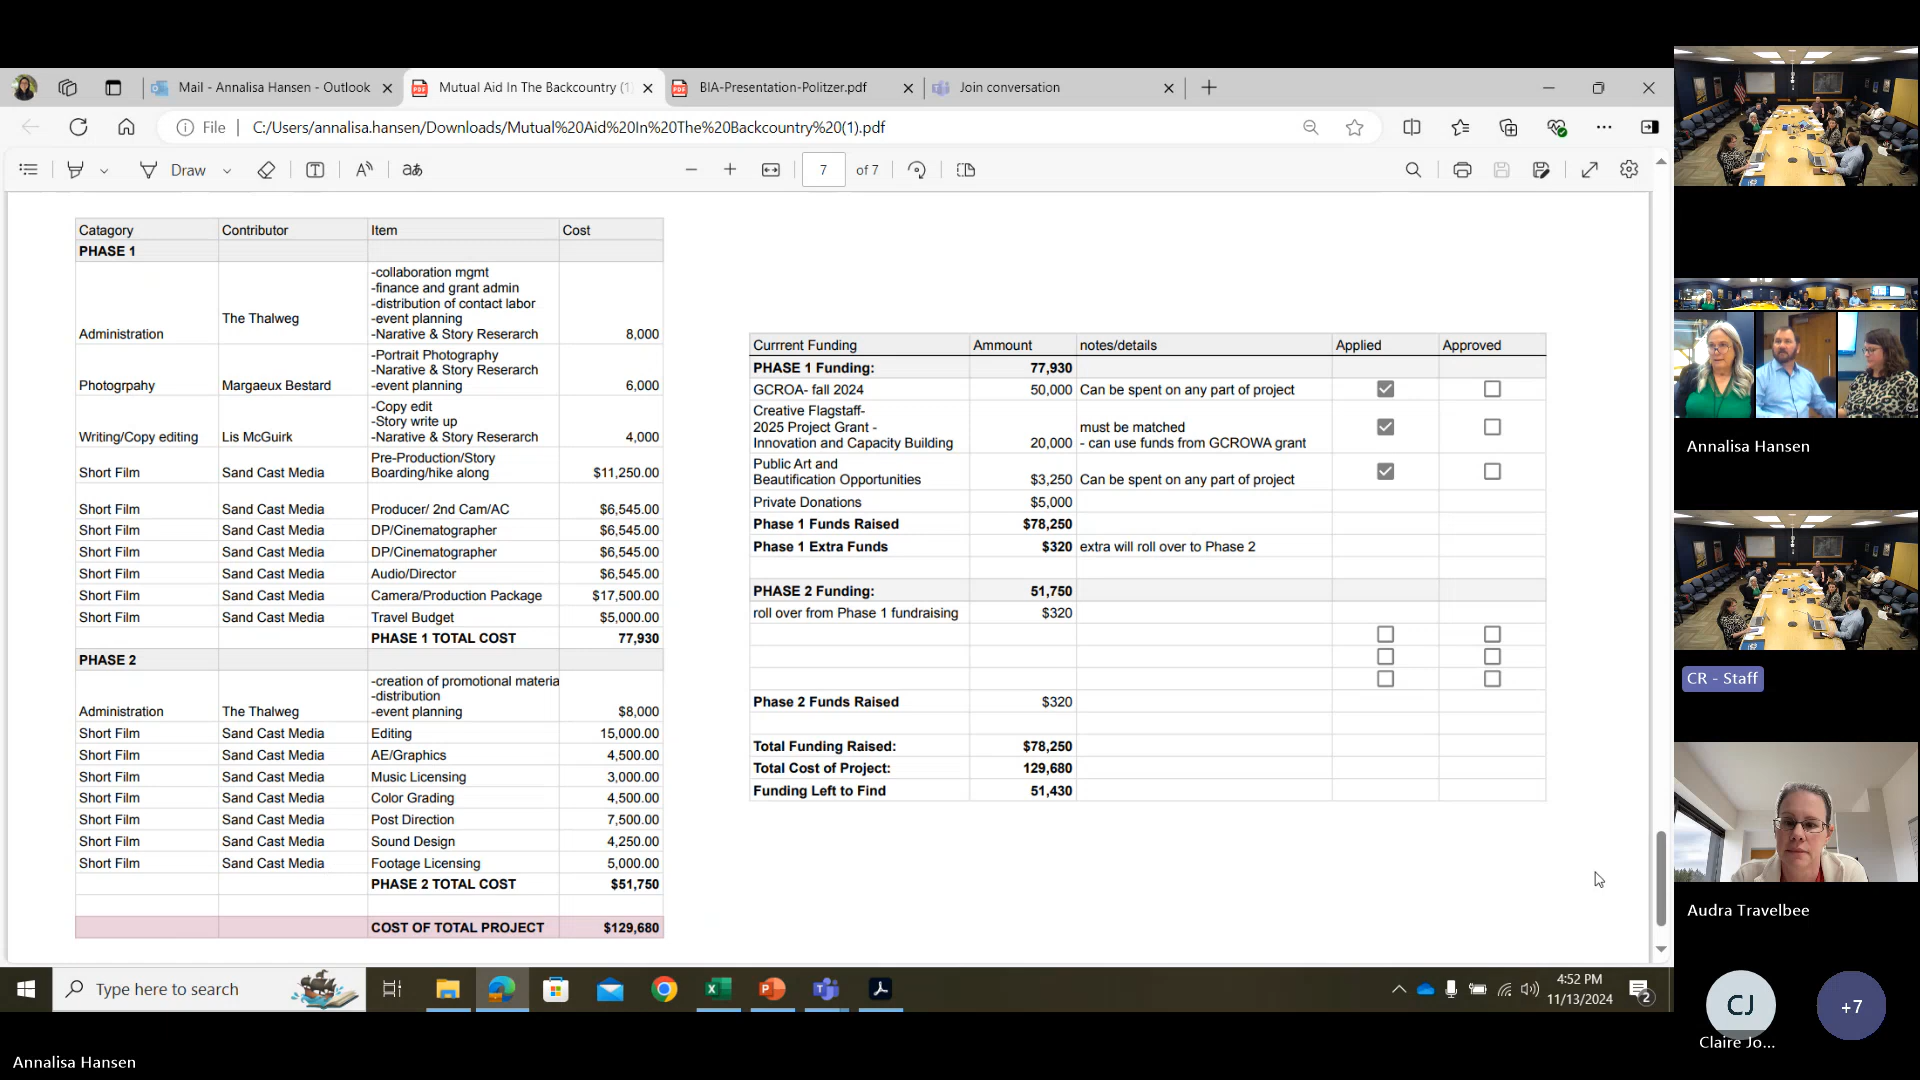 Mail - Annalisa Hansen - Outlook
Mutual Aid In The Backcountry (1)
BIA-Presentation-Politzer.pdf
Join conversation
File
C:/Users/annalisa.hansen/Downloads/Mutual%20Aid%20In%20The%20Backcountry%20(1).pdf
Draw
7 of 7
Catagory Contributor Item Cost
PHASE 1
-collaboration mgmt
-finance and grant admin
-distribution of contact labor
-event planning
Administration The Thalweg -Narative & Story Reserarch 8,000
-Portrait Photography
-Narative & Story Research
Photogrpahy Margaeux Bestard -event planning 6,000
-Copy edit
-Story write up
Writing/Copy editing Lis McGuirk -Narative & Story Research 4,000
Pre-Production/Story
Short Film Sand Cast Media Boarding/hike along $11,250.00
Short Film Sand Cast Media Producer/ 2nd Cam/AC $6,545.00
Short Film Sand Cast Media DP/Cinematographer $6,545.00
Short Film Sand Cast Media DP/Cinematographer $6,545.00
Short Film Sand Cast Media Audio/Director $6,545.00
Short Film Sand Cast Media Camera/Production Package $17,500.00
Short Film Sand Cast Media Travel Budget $5,000.00
PHASE 1 TOTAL COST 77,930
PHASE 2
-creation of promotional materia
-distribution
Administration The Thalweg -event planning $8,000
Short Film Sand Cast Media Editing 15,000.00
Short Film Sand Cast Media AE/Graphics 4,500.00
Short Film Sand Cast Media Music Licensing 3,000.00
Short Film Sand Cast Media Color Grading 4,500.00
Short Film Sand Cast Media Post Direction 7,500.00
Short Film Sand Cast Media Sound Design 4,250.00
Short Film Sand Cast Media Footage Licensing 5,000.00
PHASE 2 TOTAL COST $51,750
COST OF TOTAL PROJECT $129,680
Currrent Funding Ammount notes/details Applied Approved
PHASE 1 Funding: 77,930
GCROA- fall 2024 50,000 Can be spent on any part of project
Creative Flagstaff-
2025 Project Grant - must be matched
Innovation and Capacity Building 20,000 - can use funds from GCROWA grant
Public Art and
Beautification Opportunities $3,250 Can be spent on any part of project
Private Donations $5,000
Phase 1 Funds Raised $78,250
Phase 1 Extra Funds $320 extra will roll over to Phase 2
PHASE 2 Funding: 51,750
roll over from Phase 1 fundraising $320
Phase 2 Funds Raised $320
Total Funding Raised: $78,250
Total Cost of Project: 129,680
Funding Left to Find 51,430
Type here to search
4:52 PM
11/13/2024
2
Annalisa Hansen
Annalisa Hansen
CR - Staff
Audra Travelbee
CJ
Claire Jo...
+7